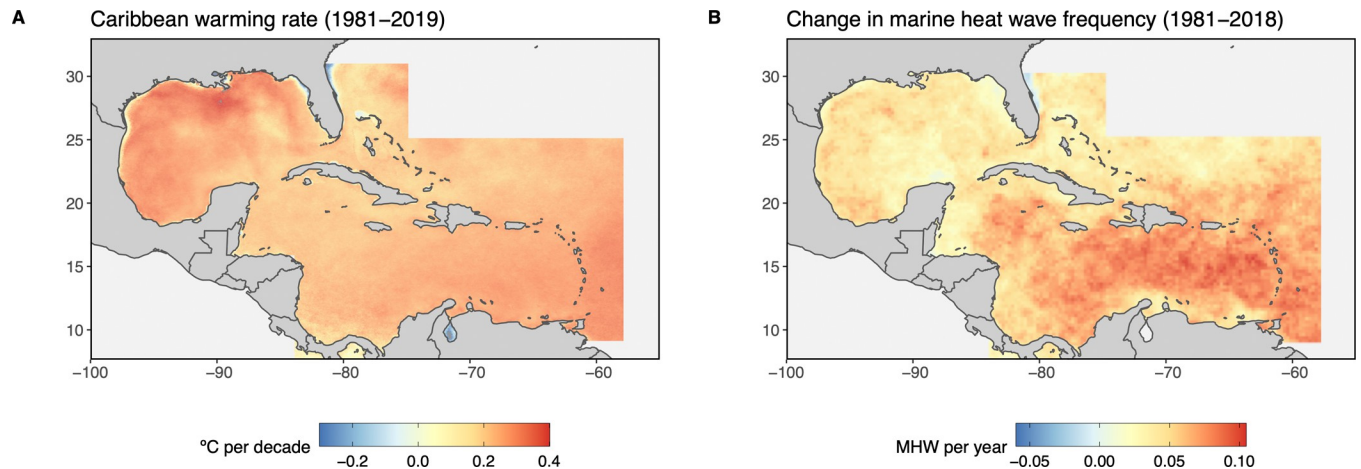 A Caribbean warming rate (1981−2019)
30
25
20
15
10
−100 −90 −80 −70 −60
ºC per decade
−0.2 0.0 0.2 0.4
B Change in marine heat wave frequency (1981−2018)
30
25
20
15
10
−100 −90 −80 −70 −60
MHW per year
−0.05 0.00 0.05 0.10